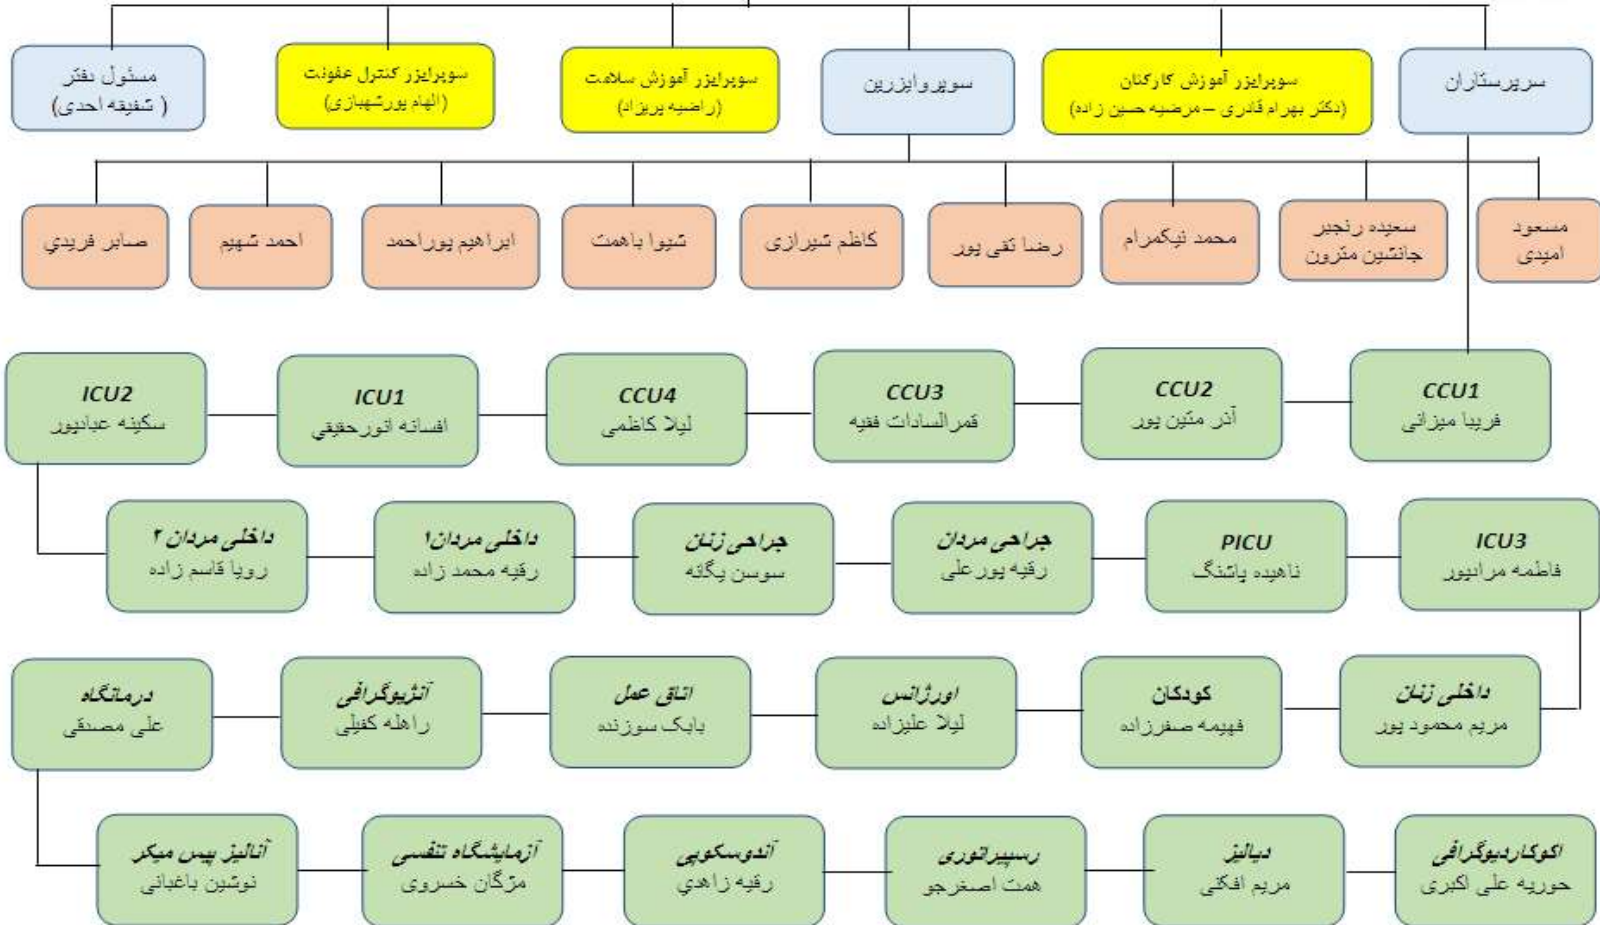 سرپرستاران
سوپرایزر آموزش کارکنان
(دکتر بهرام قادری – مرضیه حسین زاده)
سوپروایزرین
سوپرایزر آموزش سلامت
(راضیه پریزاد)
سوپرایزر کنترل عفونت
(الهام پورشهبازی)
مسئول دفتر
( شفیقه احدی)
مسعود
امیدی
سعیده رنجبر
جانشین مترون
محمد نیکمرام
رضا تقی پور
کاظم شیرازی
شیوا باهمت
ابراهیم پوراحمد
احمد شهیم
صابر فریدي
CCU1
فریبا میزانی
CCU2
آذر متین پور
CCU3
قمرالسادات فقیه
CCU4
لیلا کاظمی
ICU1
افسانه انورحقیقي
ICU2
سکینه عبادپور
ICU3
فاطمه مرادپور
PICU
ناهیده پاشنگ
جراحی مردان
رقیه پورعلی
جراحی زنان
سوسن یگانه
داخلی مردان۱
رقیه محمد زاده
داخلی مردان ۲
رویا قاسم زاده
داخلی زنان
مریم محمود پور
کودکان
فهیمه صفرزاده
اورژانس
لیلا علیزاده
اتاق عمل
بابک سوزنده
آنژیوگرافی
راهله کفیلی
درمانگاه
علی مصدقی
اکوکاردیوگرافی
حوریه علی اکبری
دیالیز
مریم افکنی
رسپیراتوری
همت اصغرجو
آندوسکوپی
رقیه زاهدي
آزمایشگاه تنفسی
مژگان خسروی
آنالیز پیس میکر
نوشین باغبانی